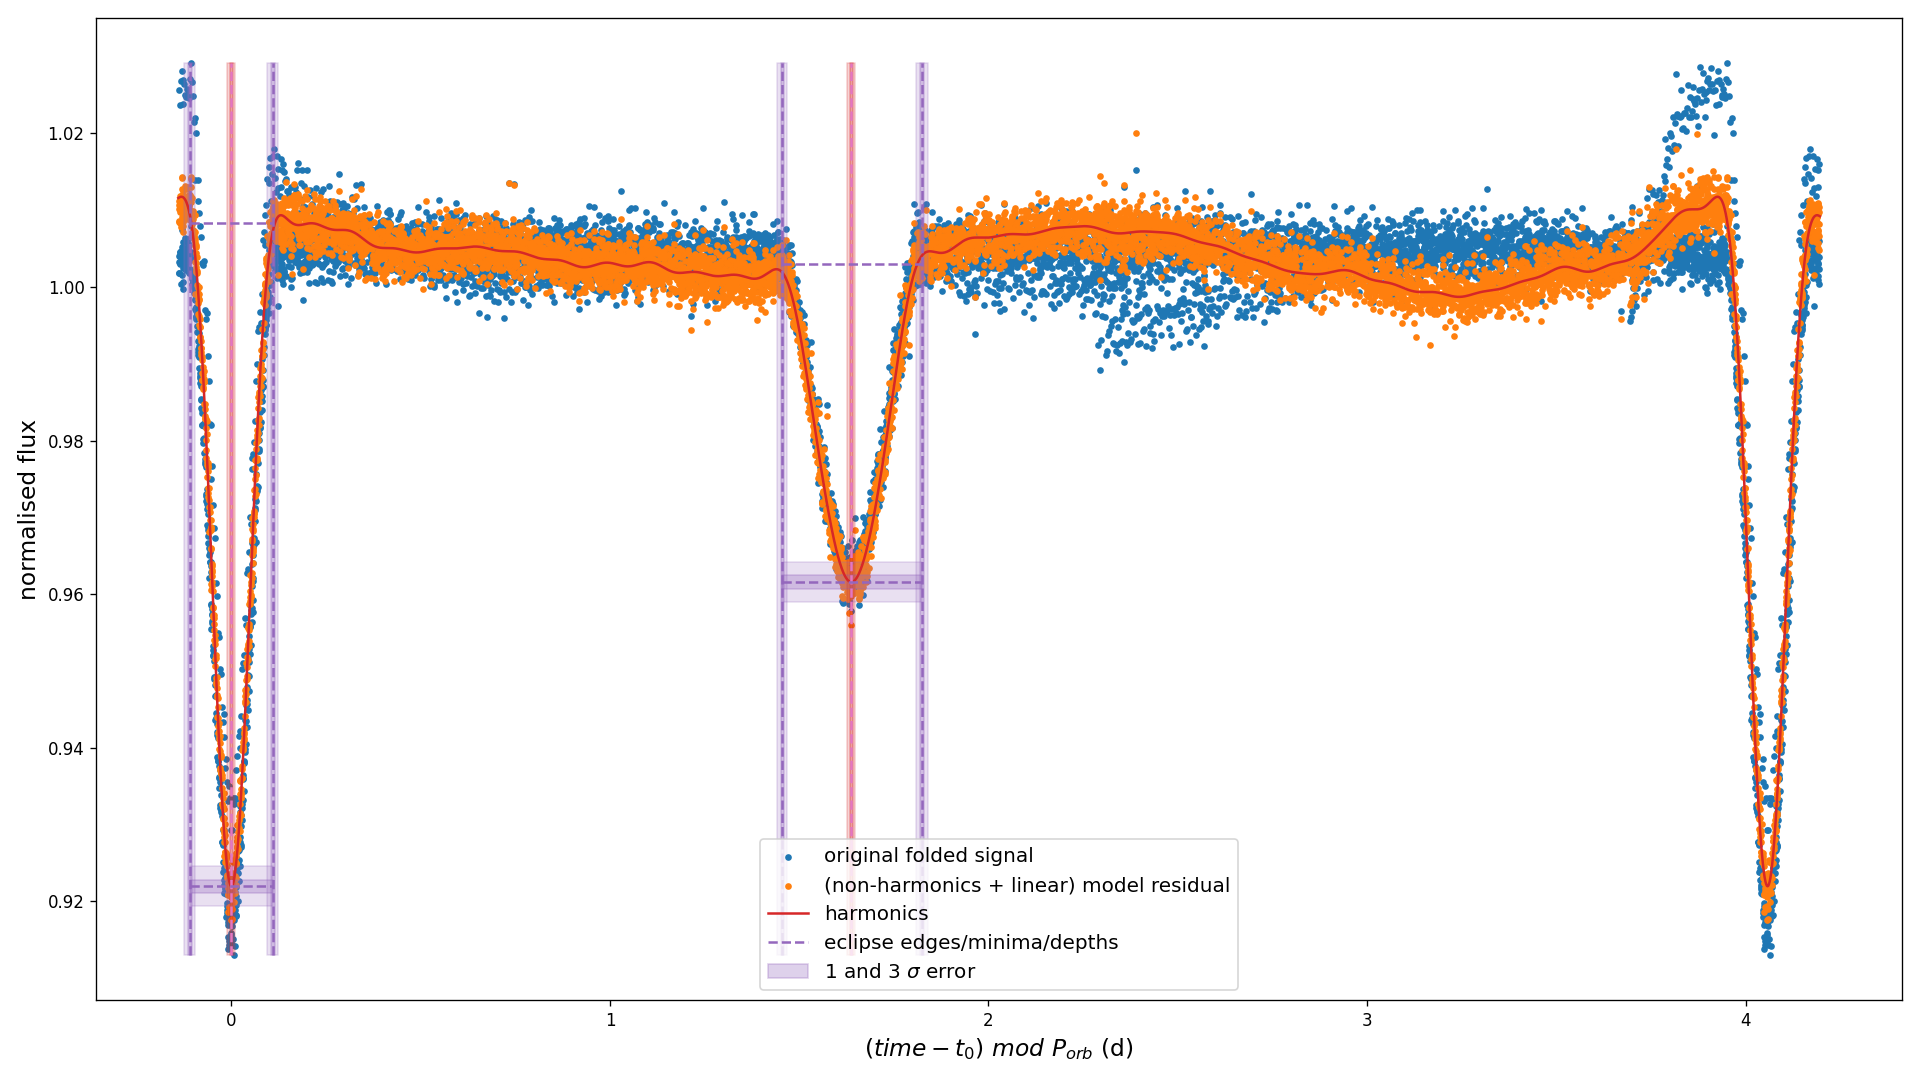 normalised flux
1.02
1.00
0.98
0.96
0.94
0.92
original folded signal
(non-harmonics + linear) model residual
harmonics
eclipse edges/minima/depths
1 and 3 σ error
0 1 2 3 4
(time − t₀) mod Pₒᵣb (d)